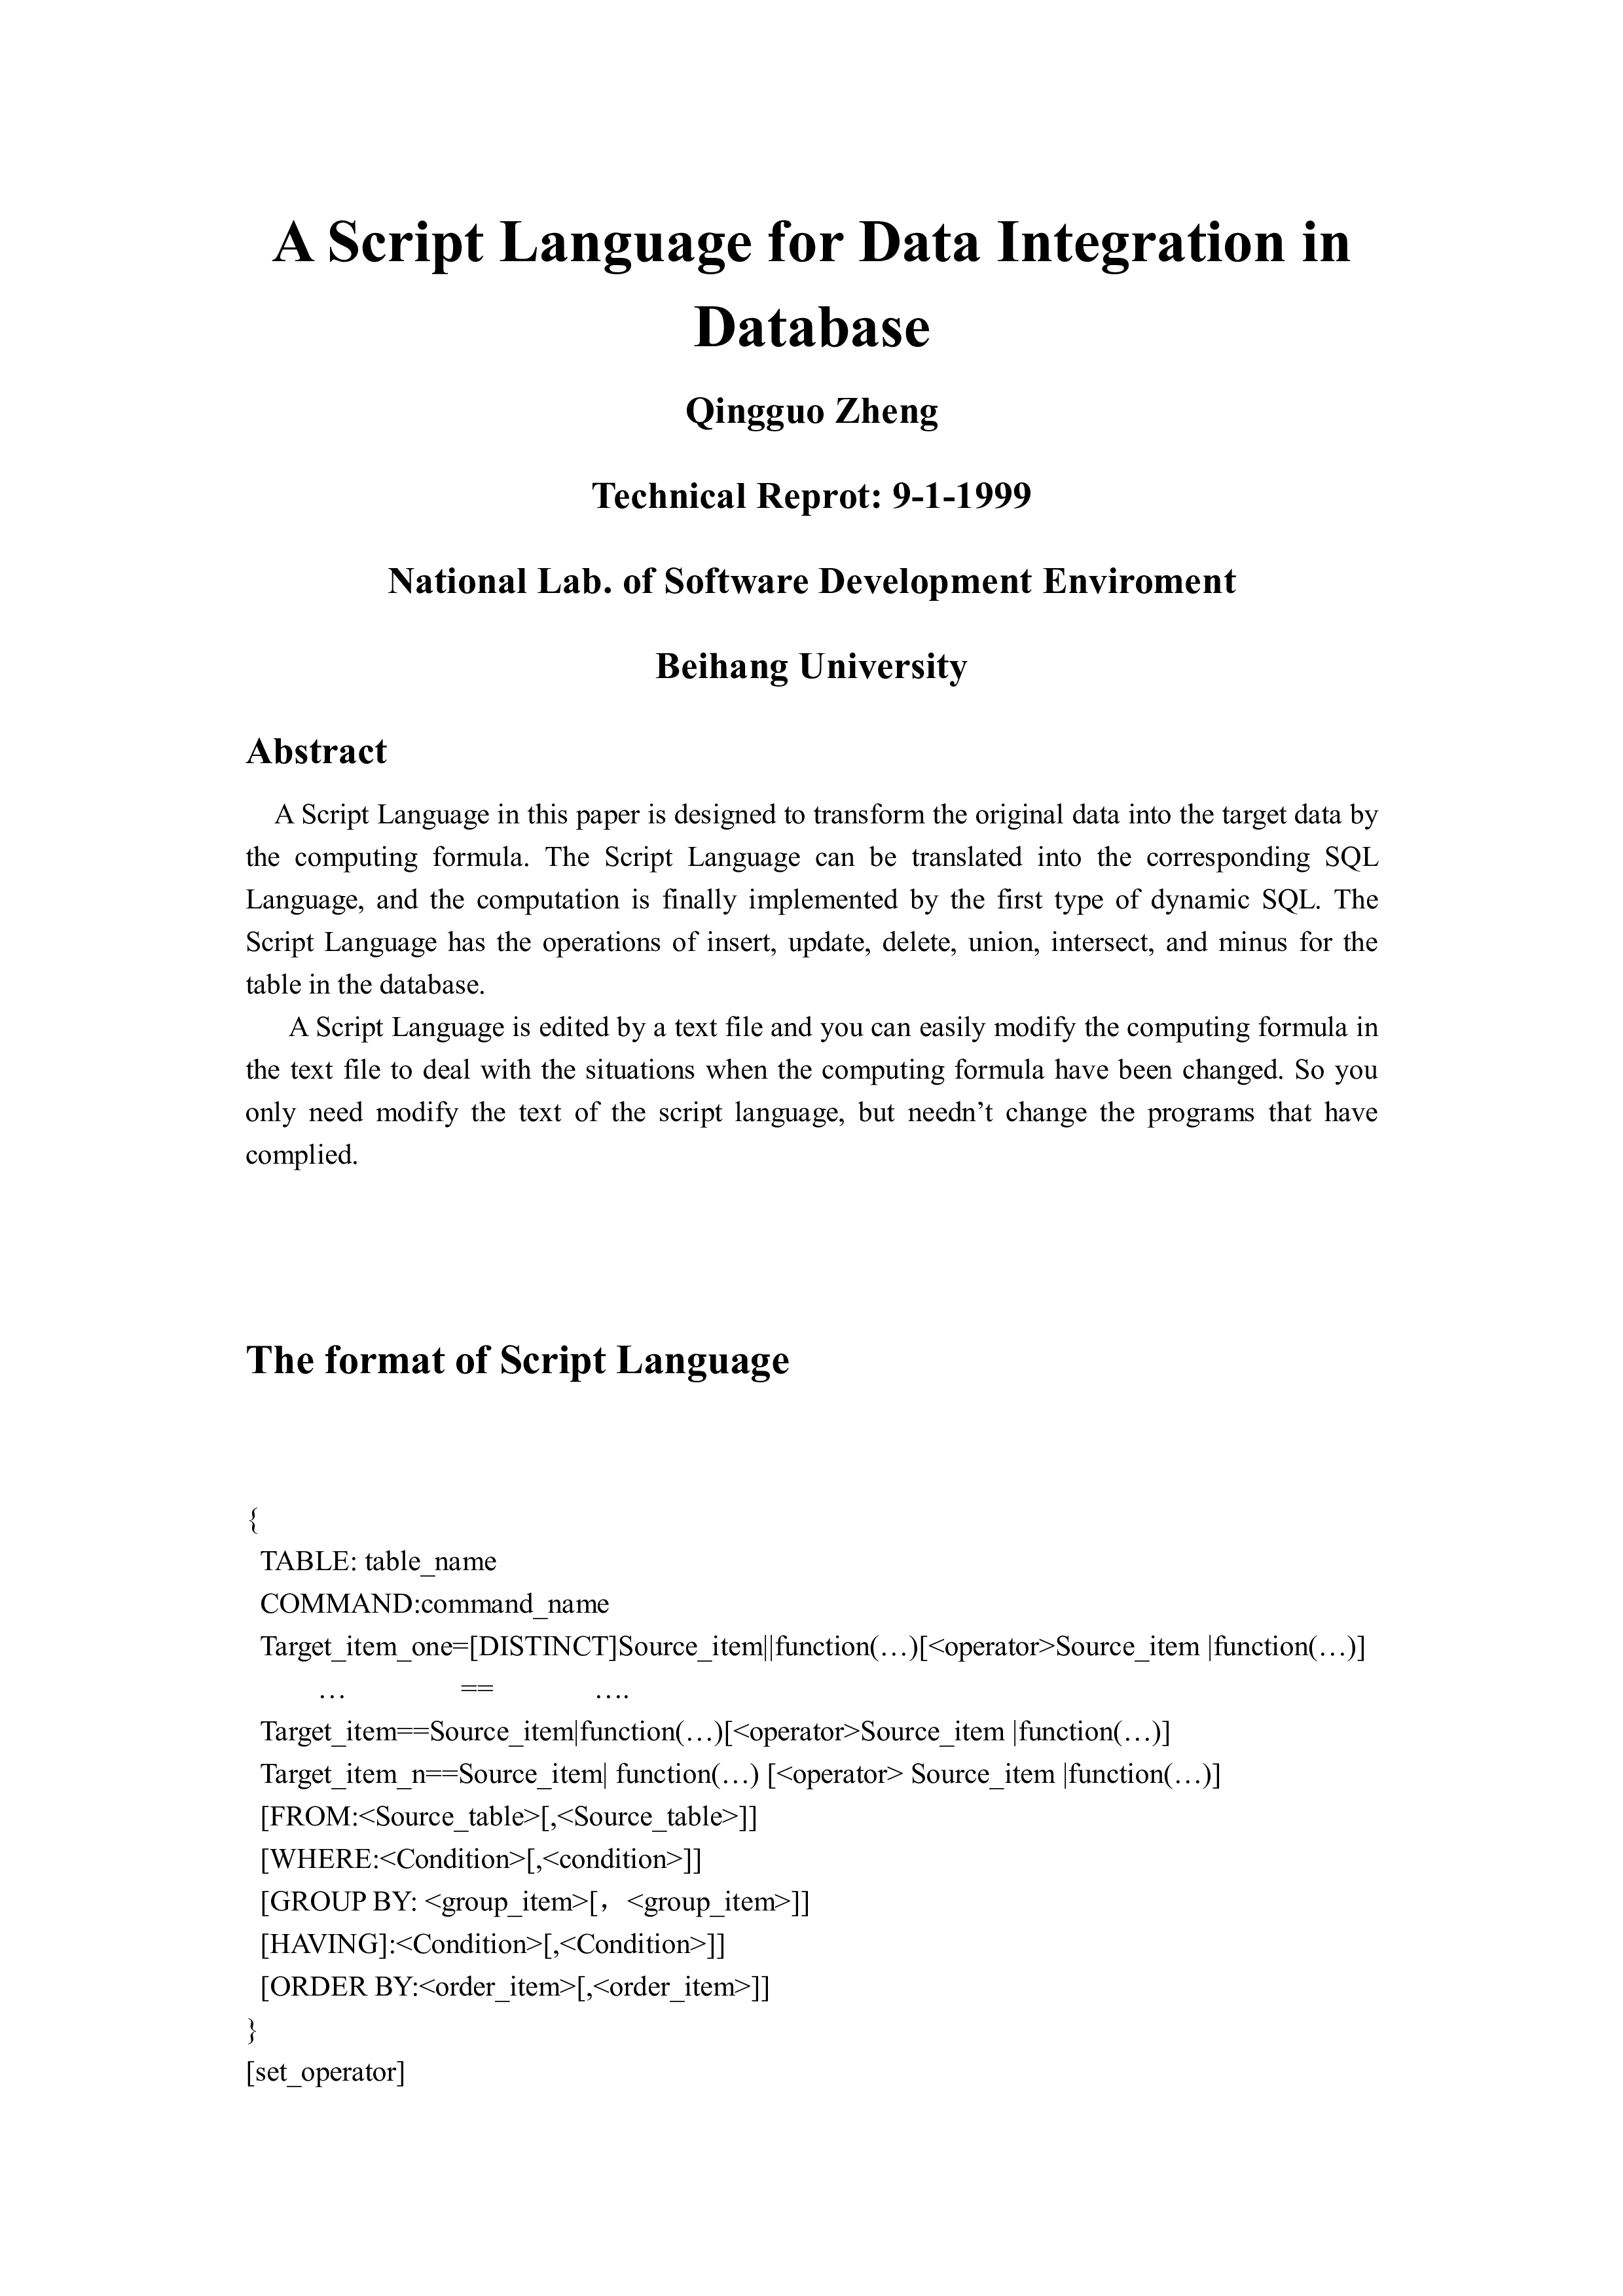 A Script Language for Data Integration in
Database
Qingguo Zheng
Technical Reprot: 9-1-1999
National Lab. of Software Development Enviroment
Beihang University
Abstract
A Script Language in this paper is designed to transform the original data into the target data by
the computing formula. The Script Language can be translated into the corresponding SQL
Language, and the computation is finally implemented by the first type of dynamic SQL. The
Script Language has the operations of insert, update, delete, union, intersect, and minus for the
table in the database.
A Script Language is edited by a text file and you can easily modify the computing formula in
the text file to deal with the situations when the computing formula have been changed. So you
only need modify the text of the script language, but needn’t change the programs that have
complied.
The format of Script Language
{
TABLE: table_name
COMMAND:command_name
Target_item_one=[DISTINCT]Source_item||function(…)[<operator>Source_item |function(…)]
… == ….
Target_item==Source_item|function(…)[<operator>Source_item |function(…)]
Target_item_n==Source_item| function(…) [<operator> Source_item |function(…)]
[FROM:<Source_table>[,<Source_table>]]
[WHERE:<Condition>[,<condition>]]
[GROUP BY: <group_item>[，<group_item>]]
[HAVING]:<Condition>[,<Condition>]]
[ORDER BY:<order_item>[,<order_item>]]
}
[set_operator]